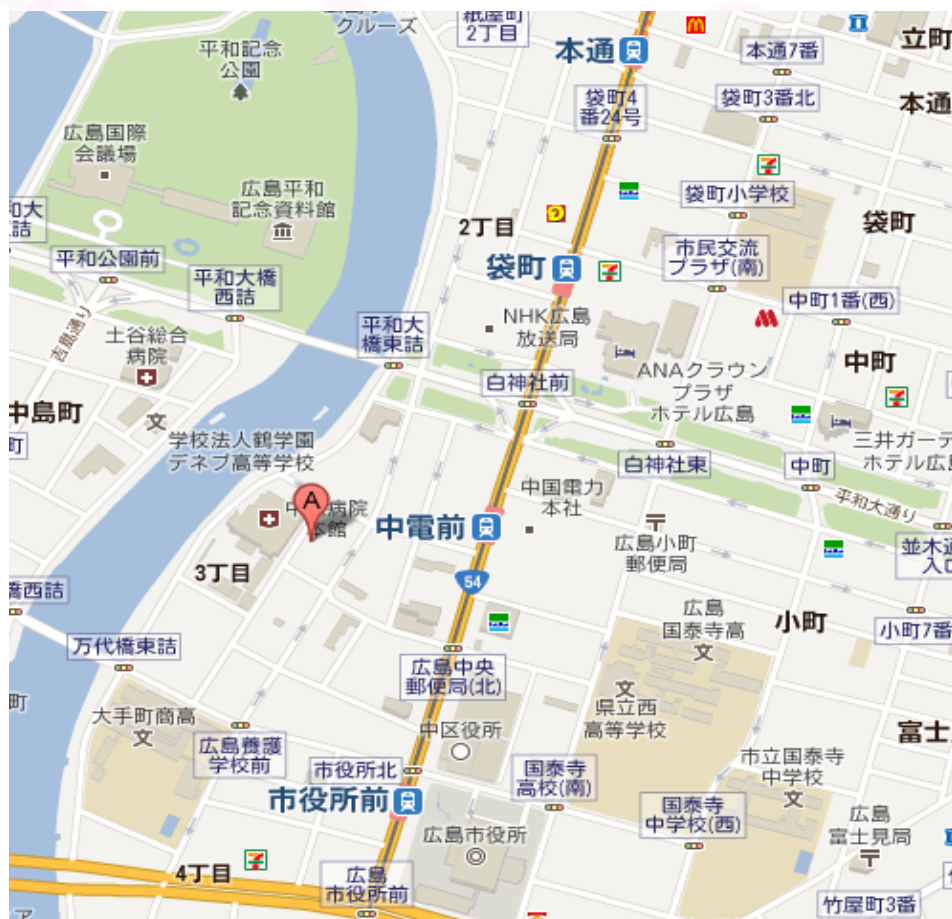 クルーズ
紙屋町
2丁目
本通
本通7番
立町
平和記念
公園
袋町4
番24号
袋町3番北
本通
広島国際
会議場
広島平和
記念資料館
袋町小学校
袋町
2丁目
平和公園前
平和大橋
西詰
袋町
市民交流
プラザ(南)
中町1番(西)
吉島通り
土谷総合
病院
平和大
橋東詰
NHK広島
放送局
白神社前
ANAクラウン
プラザ
ホテル広島
中町
中島町
学校法人鶴学園
デネブ高等学校
白神社東
中町
三井ガーデ
ホテル広島
平和大通り
A
本館
中電前
中国電力
本社
広島小町
郵便局
並木通
入口
3丁目
54
橋西詰
万代橋東詰
広島
国泰寺高
小町
小町7番
広島中央
郵便局(北)
大手町商高
広島養護
学校前
中区役所
県立西
高等学校
富士
市役所北
国泰寺
高校(南)
市立国泰寺
中学校
市役所前
国泰寺
中学校(西)
広島市役所
広島
富士見局
4丁目
広島
市役所前
竹屋町3番